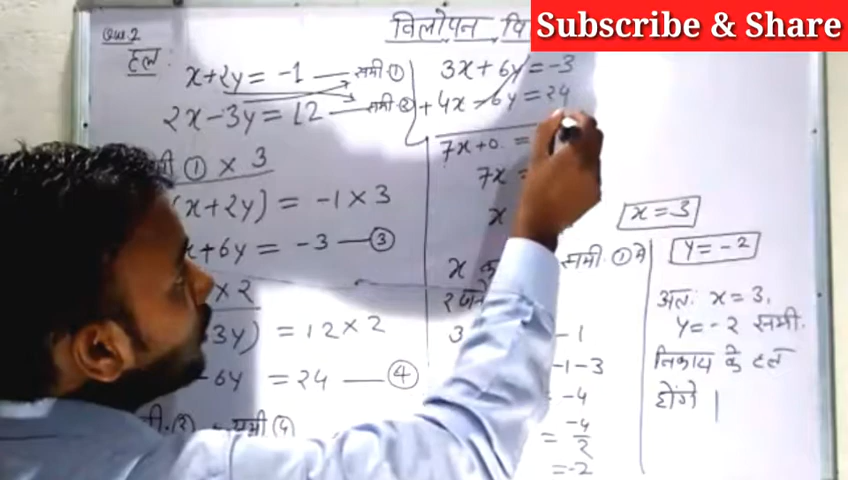 Subscribe & Share
विलोपन वि
Que.2
हल:
x+2y = -1 — समी.①
2x-3y = 12 — समी.②
① × 3
(x+2y) = -1 × 3
x+6y = -3 — ③
× 2
3y) = 12 × 2
-6y = 24 — ④
समी ④
3x+6y = -3
+4x-6y = 24
7x+0. =
7x =
x
x
समी.① में
3
-1
-1-3
= -4
= -4/2
= -2
x = 3
y = -2
अतः x = 3,
y = -2 समी.
निकाय के हल
होंगे |